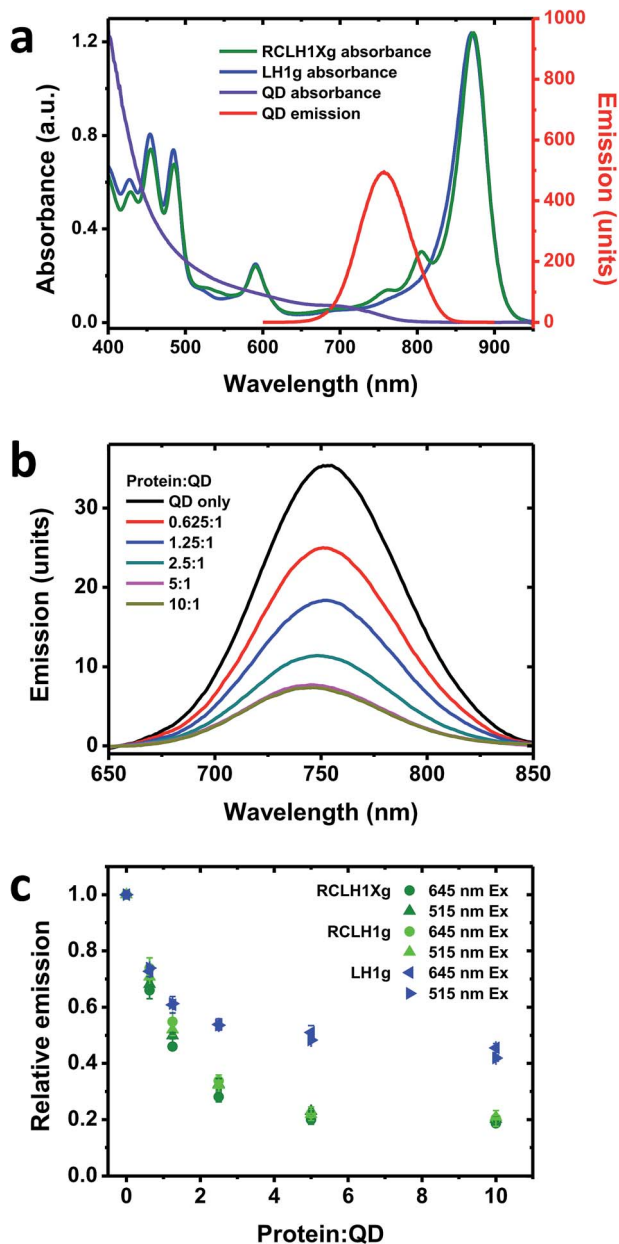 a
RCLH1Xg absorbance
LH1g absorbance
QD absorbance
QD emission
Absorbance (a.u.)
1.2
0.8
0.4
0.0
Emission (units)
1000
800
600
400
200
0
400 500 600 700 800 900
Wavelength (nm)
b
Protein:QD
QD only
0.625:1
1.25:1
2.5:1
5:1
10:1
Emission (units)
30
20
10
0
650 700 750 800 850
Wavelength (nm)
c
RCLH1Xg 645 nm Ex
515 nm Ex
RCLH1g 645 nm Ex
515 nm Ex
LH1g 645 nm Ex
515 nm Ex
Relative emission
1.0
0.8
0.6
0.4
0.2
0.0
0 2 4 6 8 10
Protein:QD